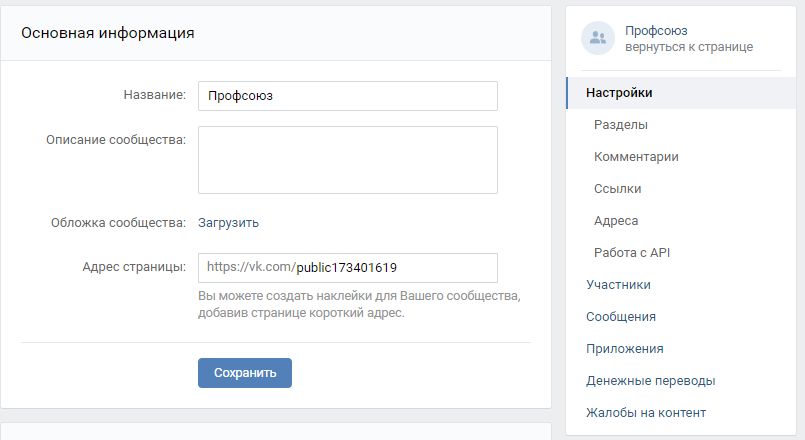 Основная информация
Название:
Профсоюз
Описание сообщества:
Обложка сообщества:
Загрузить
Адрес страницы:
https://vk.com/public173401619
Вы можете создать наклейки для Вашего сообщества,
добавив странице короткий адрес.
Сохранить
Профсоюз
вернуться к странице
Настройки
Разделы
Комментарии
Ссылки
Адреса
Работа с API
Участники
Сообщения
Приложения
Денежные переводы
Жалобы на контент